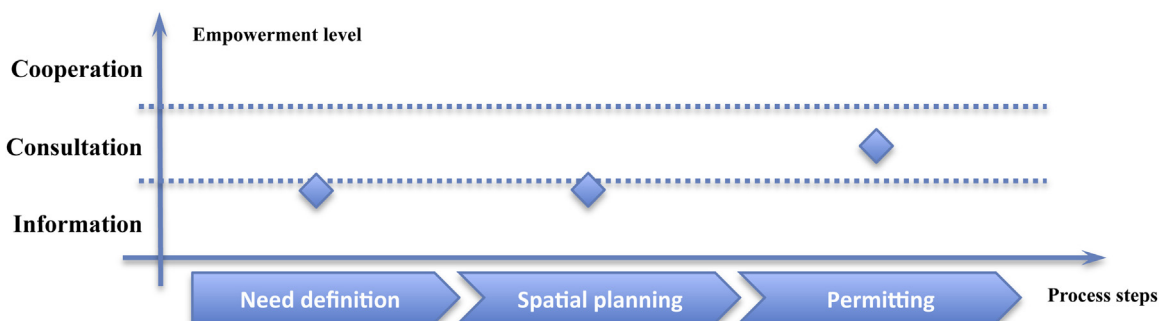 Empowerment level
Cooperation
Consultation
Information
Need definition
Spatial planning
Permitting
Process steps